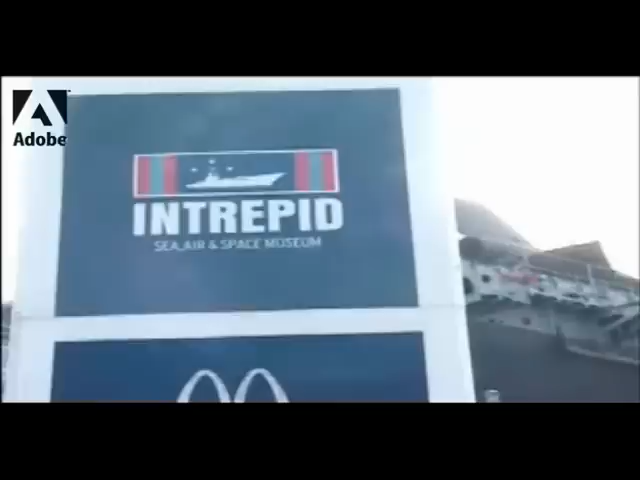 Adobe
INTREPID
SEA, AIR & SPACE MUSEUM